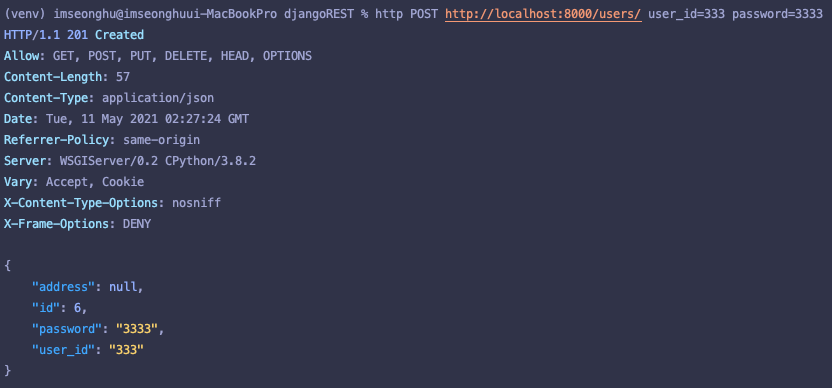 (venv) imseonghu@imseonghuui-MacBookPro djangoREST % http POST http://localhost:8000/users/ user_id=333 password=3333
HTTP/1.1 201 Created
Allow: GET, POST, PUT, DELETE, HEAD, OPTIONS
Content-Length: 57
Content-Type: application/json
Date: Tue, 11 May 2021 02:27:24 GMT
Referrer-Policy: same-origin
Server: WSGIServer/0.2 CPython/3.8.2
Vary: Accept, Cookie
X-Content-Type-Options: nosniff
X-Frame-Options: DENY
{
    "address": null,
    "id": 6,
    "password": "3333",
    "user_id": "333"
}